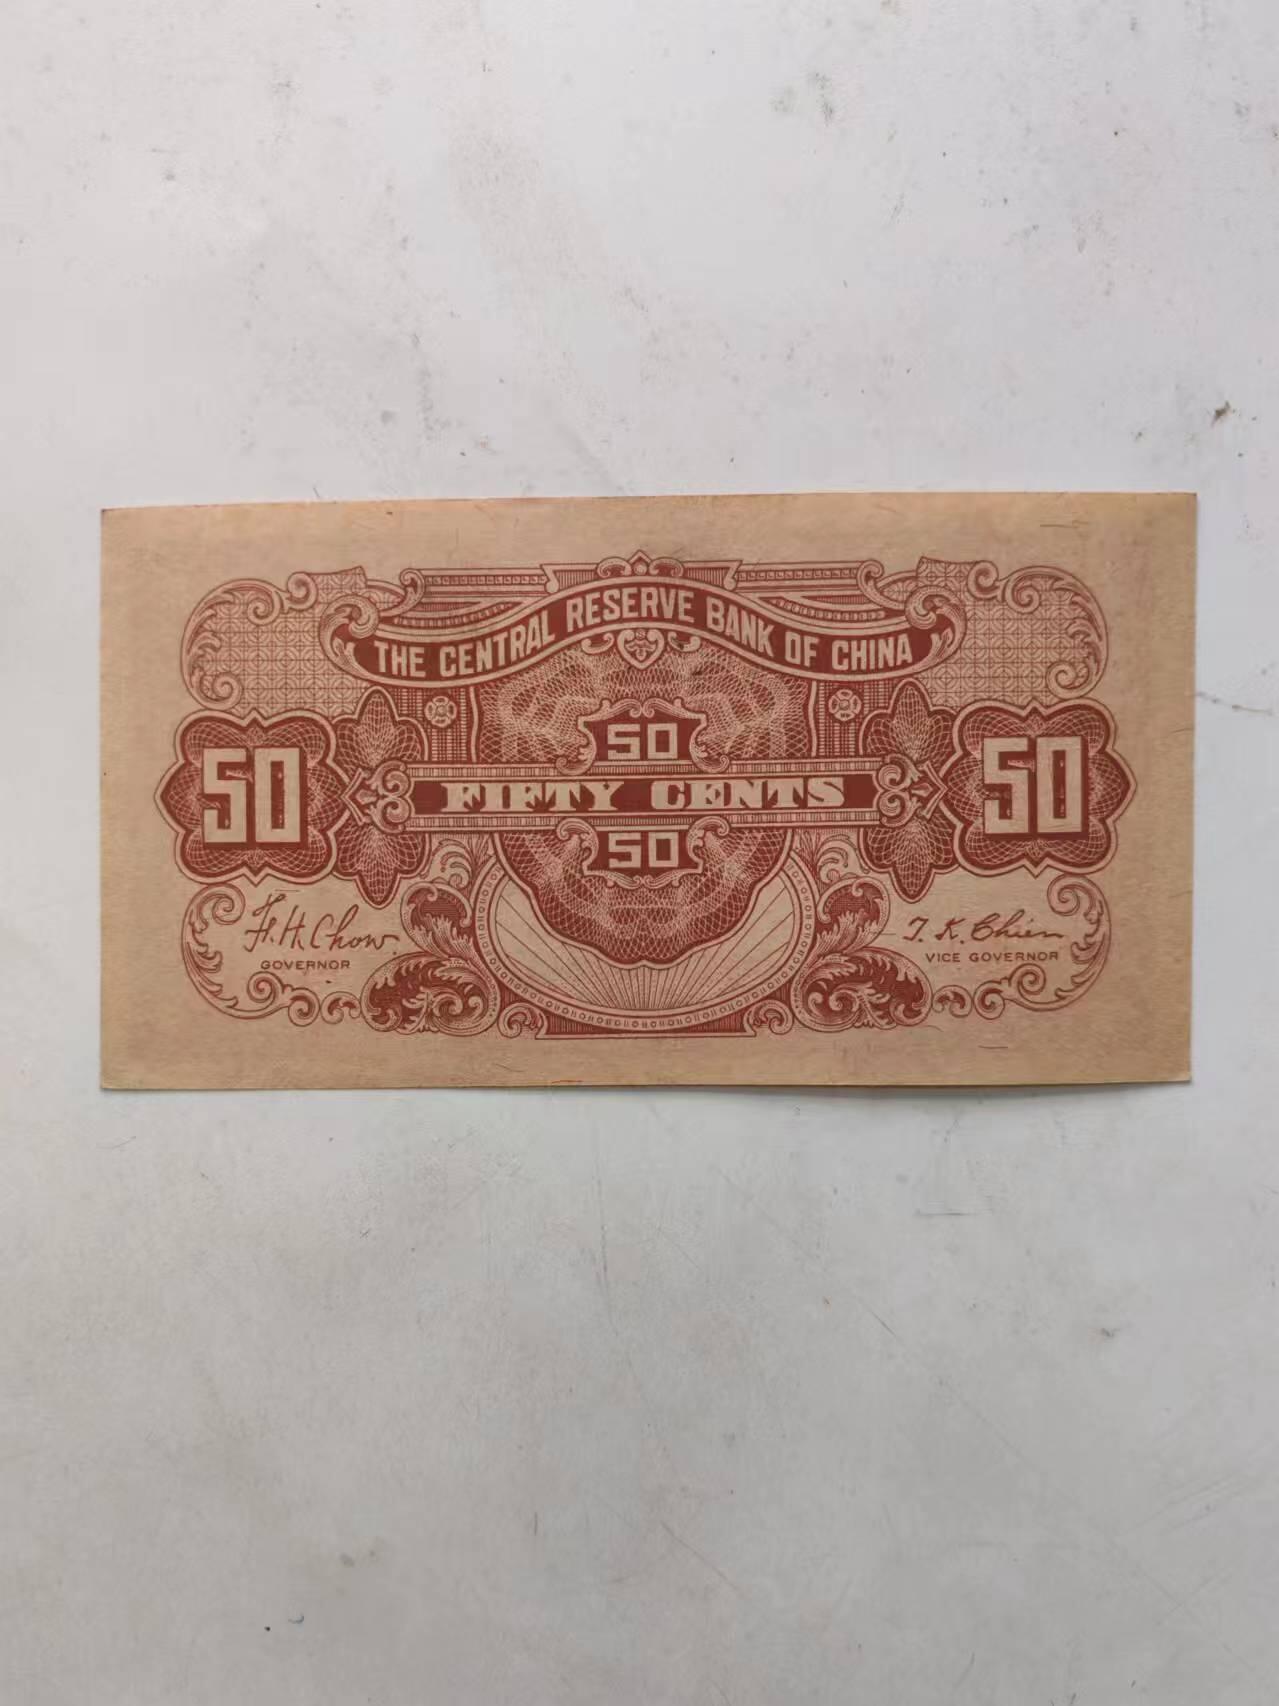 THE CENTRAL RESERVE BANK OF CHINA
50
50 FIFTY CENTS 50
50
F.H.Chow T. K. Chien
GOVERNOR VICE GOVERNOR